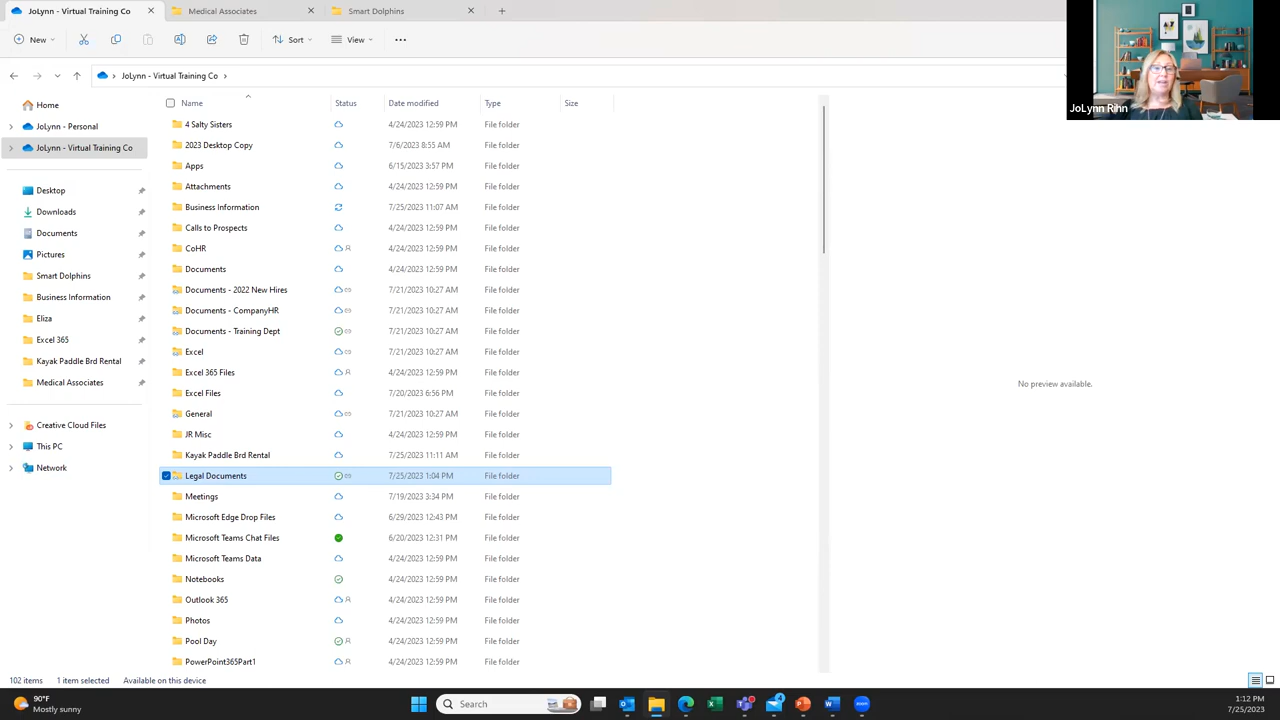 JoLynn - Virtual Training Co
Medical Associates
Smart Dolphins
New
Sort
View
JoLynn - Virtual Training Co
JoLynn Rihn
Home
JoLynn - Personal
JoLynn - Virtual Training Co
Desktop
Downloads
Documents
Pictures
Smart Dolphins
Business Information
Eliza
Excel 365
Kayak Paddle Brd Rental
Medical Associates
Creative Cloud Files
This PC
Network
Name Status Date modified Type Size
4 Salty Sisters 4/24/2023 12:59 PM File folder
2023 Desktop Copy 7/6/2023 8:55 AM File folder
Apps 6/15/2023 3:57 PM File folder
Attachments 4/24/2023 12:59 PM File folder
Business Information 7/25/2023 11:07 AM File folder
Calls to Prospects 4/24/2023 12:59 PM File folder
CoHR 4/24/2023 12:59 PM File folder
Documents 4/24/2023 12:59 PM File folder
Documents - 2022 New Hires 7/21/2023 10:27 AM File folder
Documents - CompanyHR 7/21/2023 10:27 AM File folder
Documents - Training Dept 7/21/2023 10:27 AM File folder
Excel 7/21/2023 10:27 AM File folder
Excel 365 Files 4/24/2023 12:59 PM File folder
Excel Files 7/20/2023 6:56 PM File folder
General 7/21/2023 10:27 AM File folder
JR Misc 4/24/2023 12:59 PM File folder
Kayak Paddle Brd Rental 7/25/2023 11:11 AM File folder
Legal Documents 7/25/2023 1:04 PM File folder
Meetings 7/19/2023 3:34 PM File folder
Microsoft Edge Drop Files 6/29/2023 12:43 PM File folder
Microsoft Teams Chat Files 6/20/2023 12:31 PM File folder
Microsoft Teams Data 4/24/2023 12:59 PM File folder
Notebooks 4/24/2023 12:59 PM File folder
Outlook 365 4/24/2023 12:59 PM File folder
Photos 4/24/2023 12:59 PM File folder
Pool Day 4/24/2023 12:59 PM File folder
PowerPoint365Part1 4/24/2023 12:59 PM File folder
No preview available.
102 items 1 item selected Available on this device
90°F
Mostly sunny
Search
1:12 PM
7/25/2023